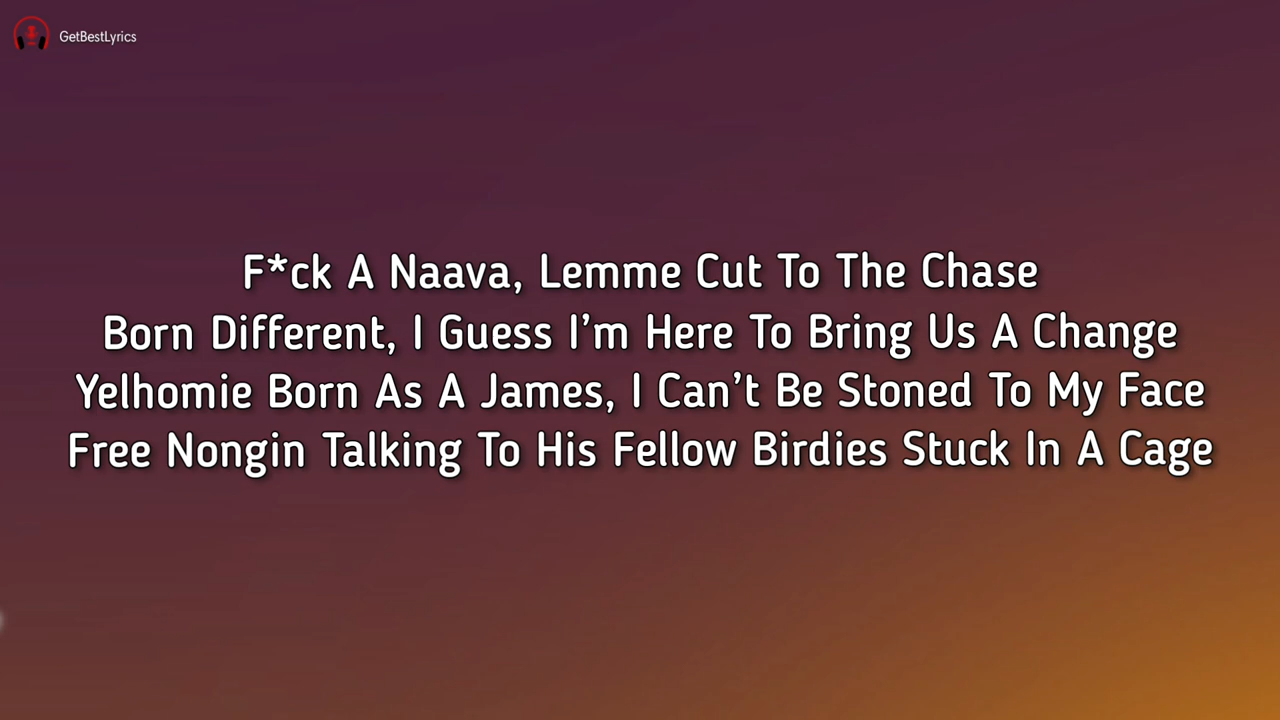 GetBestLyrics
F*ck A Naava, Lemme Cut To The Chase
Born Different, I Guess I’m Here To Bring Us A Change
Yelhomie Born As A James, I Can’t Be Stoned To My Face
Free Nongin Talking To His Fellow Birdies Stuck In A Cage